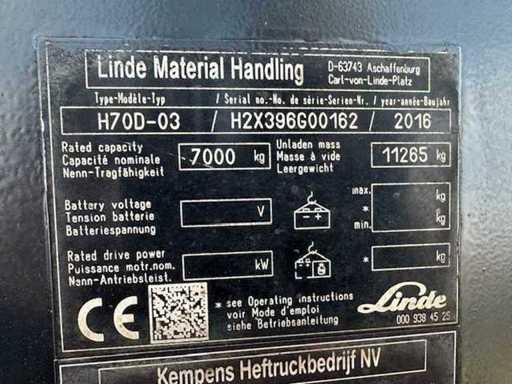 Linde Material Handling D-63743 Aschaffenburg
Carl-von-Linde-Platz
Type-Modèle-Typ / Serial no.-No. de série-Serien-Nr. / year-année-Baujahr
H70D-03 / H2X396G00162 / 2016
Rated capacity
Capacité nominale
Nenn-Tragfähigkeit
7000 kg
Unladen mass
Masse à vide
Leergewicht
11265 kg
Battery voltage
Tension batterie
Batteriespannung
V
max. kg
*
min. kg
Rated drive power
Puissance motr.nom.
Nenn-Antriebsleist.
kW
* kg
CE
* see Operating instructions
voir Mode d'emploi
siehe Betriebsanleitung
Linde
000 938 45 25
Kempens Heftruckbedrijf NV